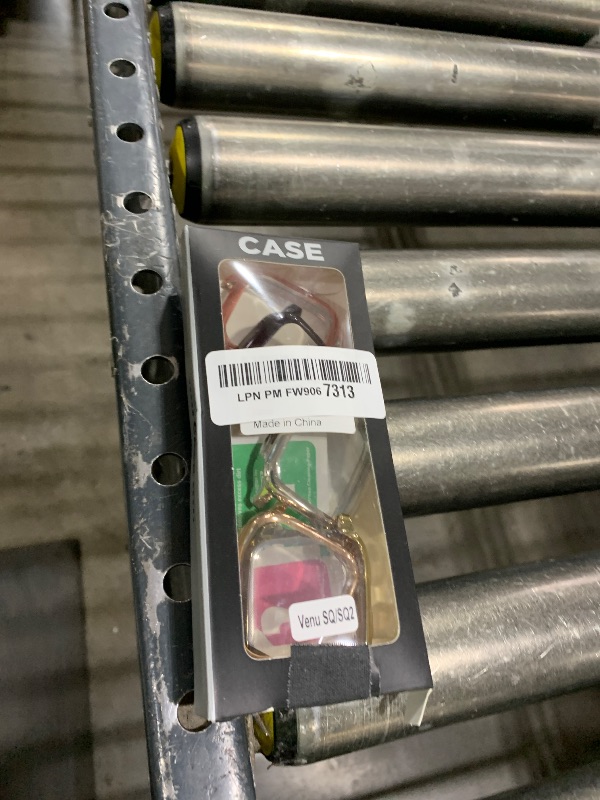 CASE
LPN PM FW906 7313
Made in China
Venu SQ/SQ2